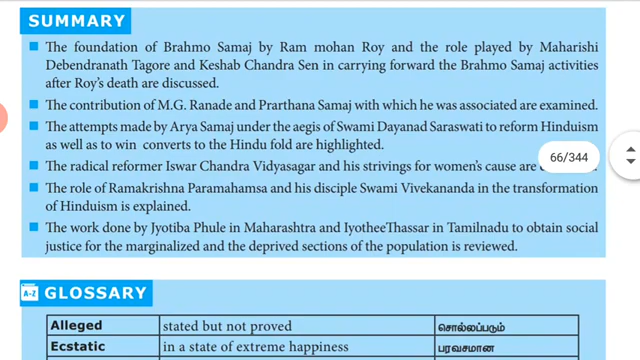 SUMMARY
The foundation of Brahmo Samaj by Ram mohan Roy and the role played by Maharishi
Debendranath Tagore and Keshab Chandra Sen in carrying forward the Brahmo Samaj activities
after Roy's death are discussed.
The contribution of M.G. Ranade and Prarthana Samaj with which he was associated are examined.
The attempts made by Arya Samaj under the aegis of Swami Dayanad Saraswati to reform Hinduism
as well as to win converts to the Hindu fold are highlighted.
66/344
The radical reformer Iswar Chandra Vidyasagar and his strivings for women's cause are
The role of Ramakrishna Paramahamsa and his disciple Swami Vivekananda in the transformation
of Hinduism is explained.
The work done by Jyotiba Phule in Maharashtra and IyotheeThassar in Tamilnadu to obtain social
justice for the marginalized and the deprived sections of the population is reviewed.
A-Z GLOSSARY
Alleged stated but not proved சொல்லப்படும்
Ecstatic in a state of extreme happiness பரவசமான